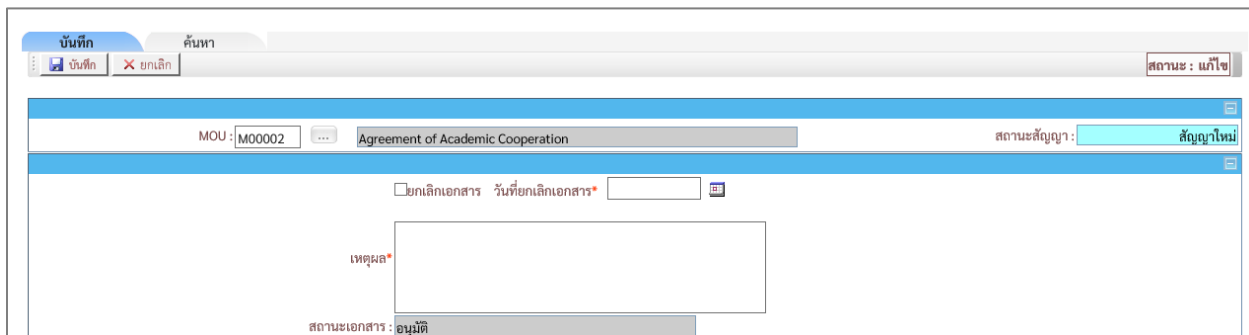 บันทึก ค้นหา
บันทึก ยกเลิก สถานะ : แก้ไข
MOU : M00002 ... Agreement of Academic Cooperation สถานะสัญญา : สัญญาใหม่
ยกเลิกเอกสาร วันที่ยกเลิกเอกสาร*
เหตุผล*
สถานะเอกสาร : อนุมัติ